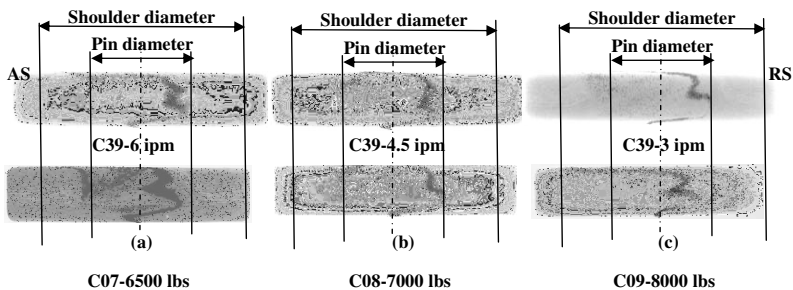 Shoulder diameter Shoulder diameter Shoulder diameter
Pin diameter Pin diameter Pin diameter
AS RS
C39-6 ipm C39-4.5 ipm C39-3 ipm
(a) (b) (c)
C07-6500 lbs C08-7000 lbs C09-8000 lbs